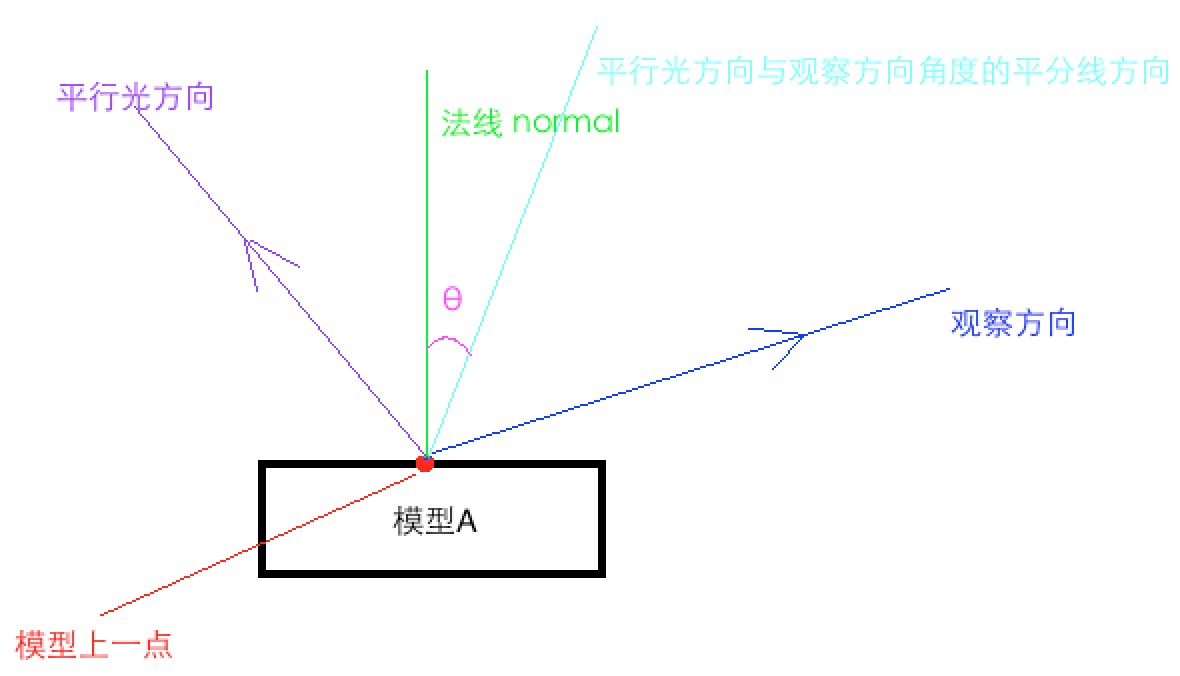 平行光方向与观察方向角度的平分线方向
平行光方向
法线 normal
θ
观察方向
模型A
模型上一点